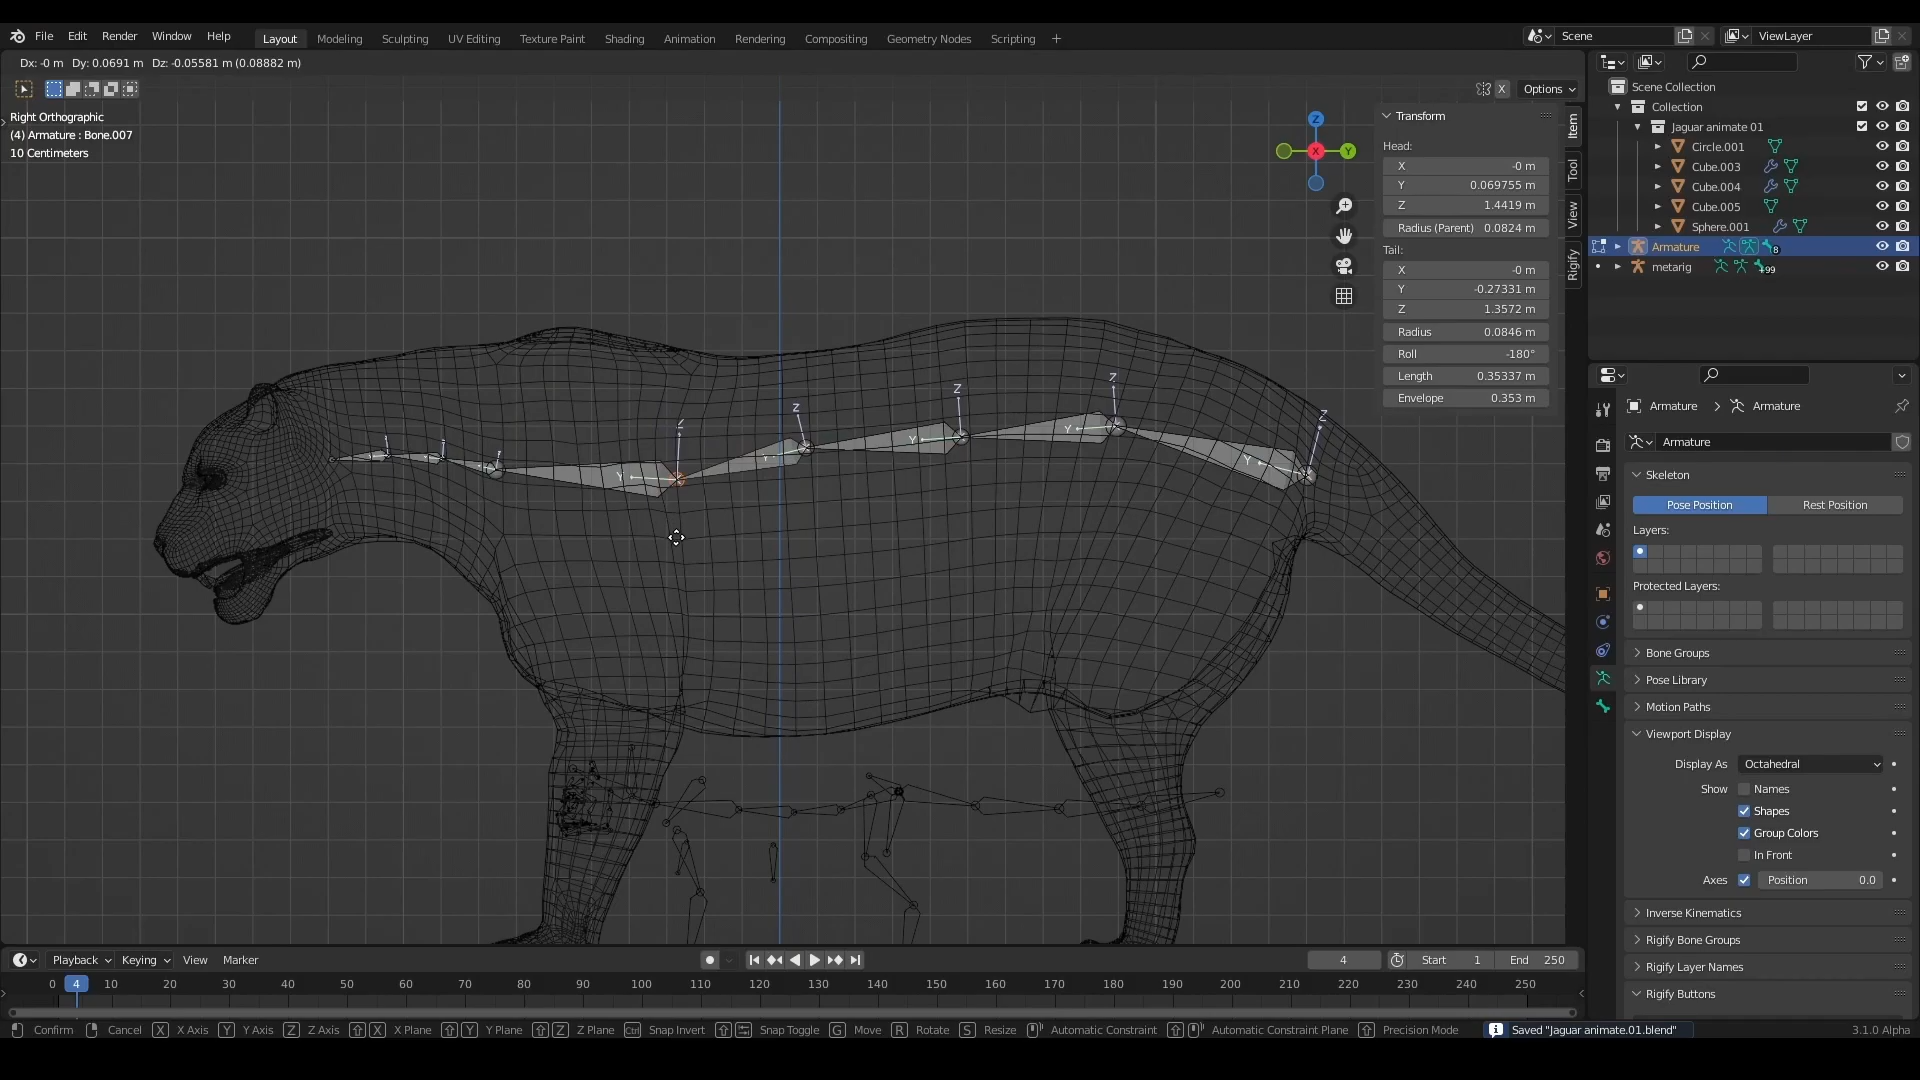 File Edit Render Window Help Layout Modeling Sculpting UV Editing Texture Paint Shading Animation Rendering Compositing Geometry Nodes Scripting + Scene ViewLayer
Dx: -0 m Dy: 0.0691 m Dz: -0.05581 m (0.08882 m)
X Options
Right Orthographic
(4) Armature : Bone.007
10 Centimeters
Z
X
Y
Transform
Head:
X -0 m
Y 0.069755 m
Z 1.4419 m
Radius (Parent) 0.0824 m
Tail:
X -0 m
Y -0.27331 m
Z 1.3572 m
Radius 0.0846 m
Roll -180°
Length 0.35337 m
Envelope 0.353 m
Item
Tool
View
Rigify
Z
Z
Z
Z
Z
Y
Y
Y
Y
Scene Collection
Collection
Jaguar animate 01
Circle.001
Cube.003
Cube.004
Cube.005
Sphere.001
Armature 8
metarig 99
Armature > Armature
Armature
Skeleton
Pose Position Rest Position
Layers:
Protected Layers:
Bone Groups
Pose Library
Motion Paths
Viewport Display
Display As Octahedral
Show Names
Shapes
Group Colors
In Front
Axes Position 0.0
Inverse Kinematics
Rigify Bone Groups
Rigify Layer Names
Rigify Buttons
Playback Keying View Marker 4 Start 1 End 250
0 4 10 20 30 40 50 60 70 80 90 100 110 120 130 140 150 160 170 180 190 200 210 220 230 240 250
Confirm Cancel X X Axis Y Y Axis Z Z Axis X X Plane Y Y Plane Z Z Plane Ctrl Snap Invert Snap Toggle G Move R Rotate S Resize Automatic Constraint Automatic Constraint Plane Precision Mode Saved "Jaguar animate.01.blend" 3.1.0 Alpha